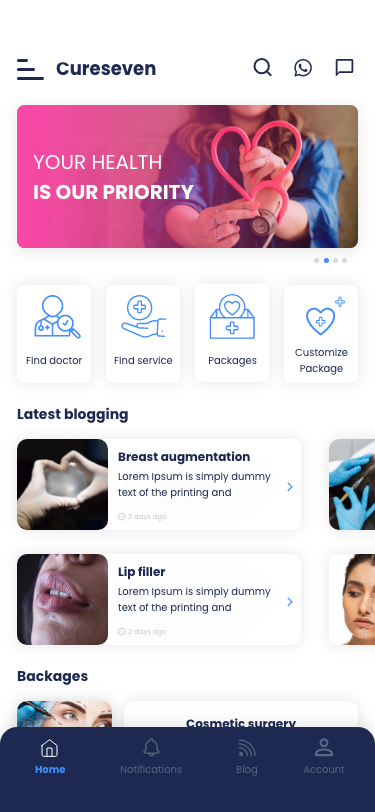 Cureseven
YOUR HEALTH
IS OUR PRIORITY
Find doctor
Find service
Packages
Customize
Package
Latest blogging
Breast augmentation
Lorem Ipsum is simply dummy
text of the printing and
2 days ago
Lip filler
Lorem Ipsum is simply dummy
text of the printing and
2 days ago
Backages
Cosmetic surgery
Home
Notifications
Blog
Account